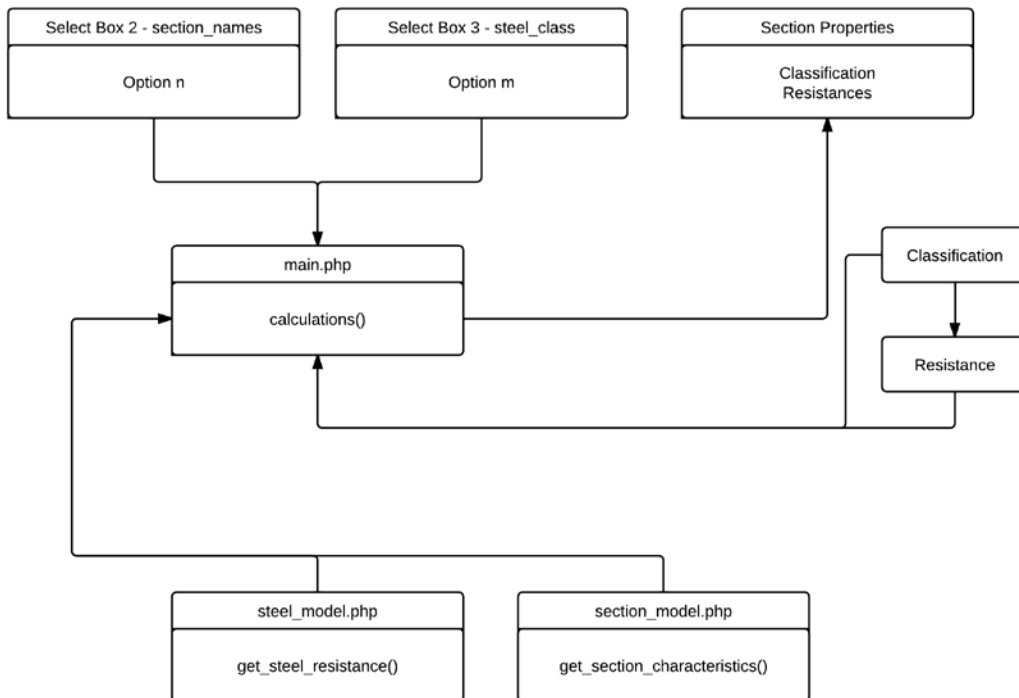 Select Box 2 - section_names
Option n
Select Box 3 - steel_class
Option m
Section Properties
Classification
Resistances
main.php
calculations()
Classification
Resistance
steel_model.php
get_steel_resistance()
section_model.php
get_section_characteristics()